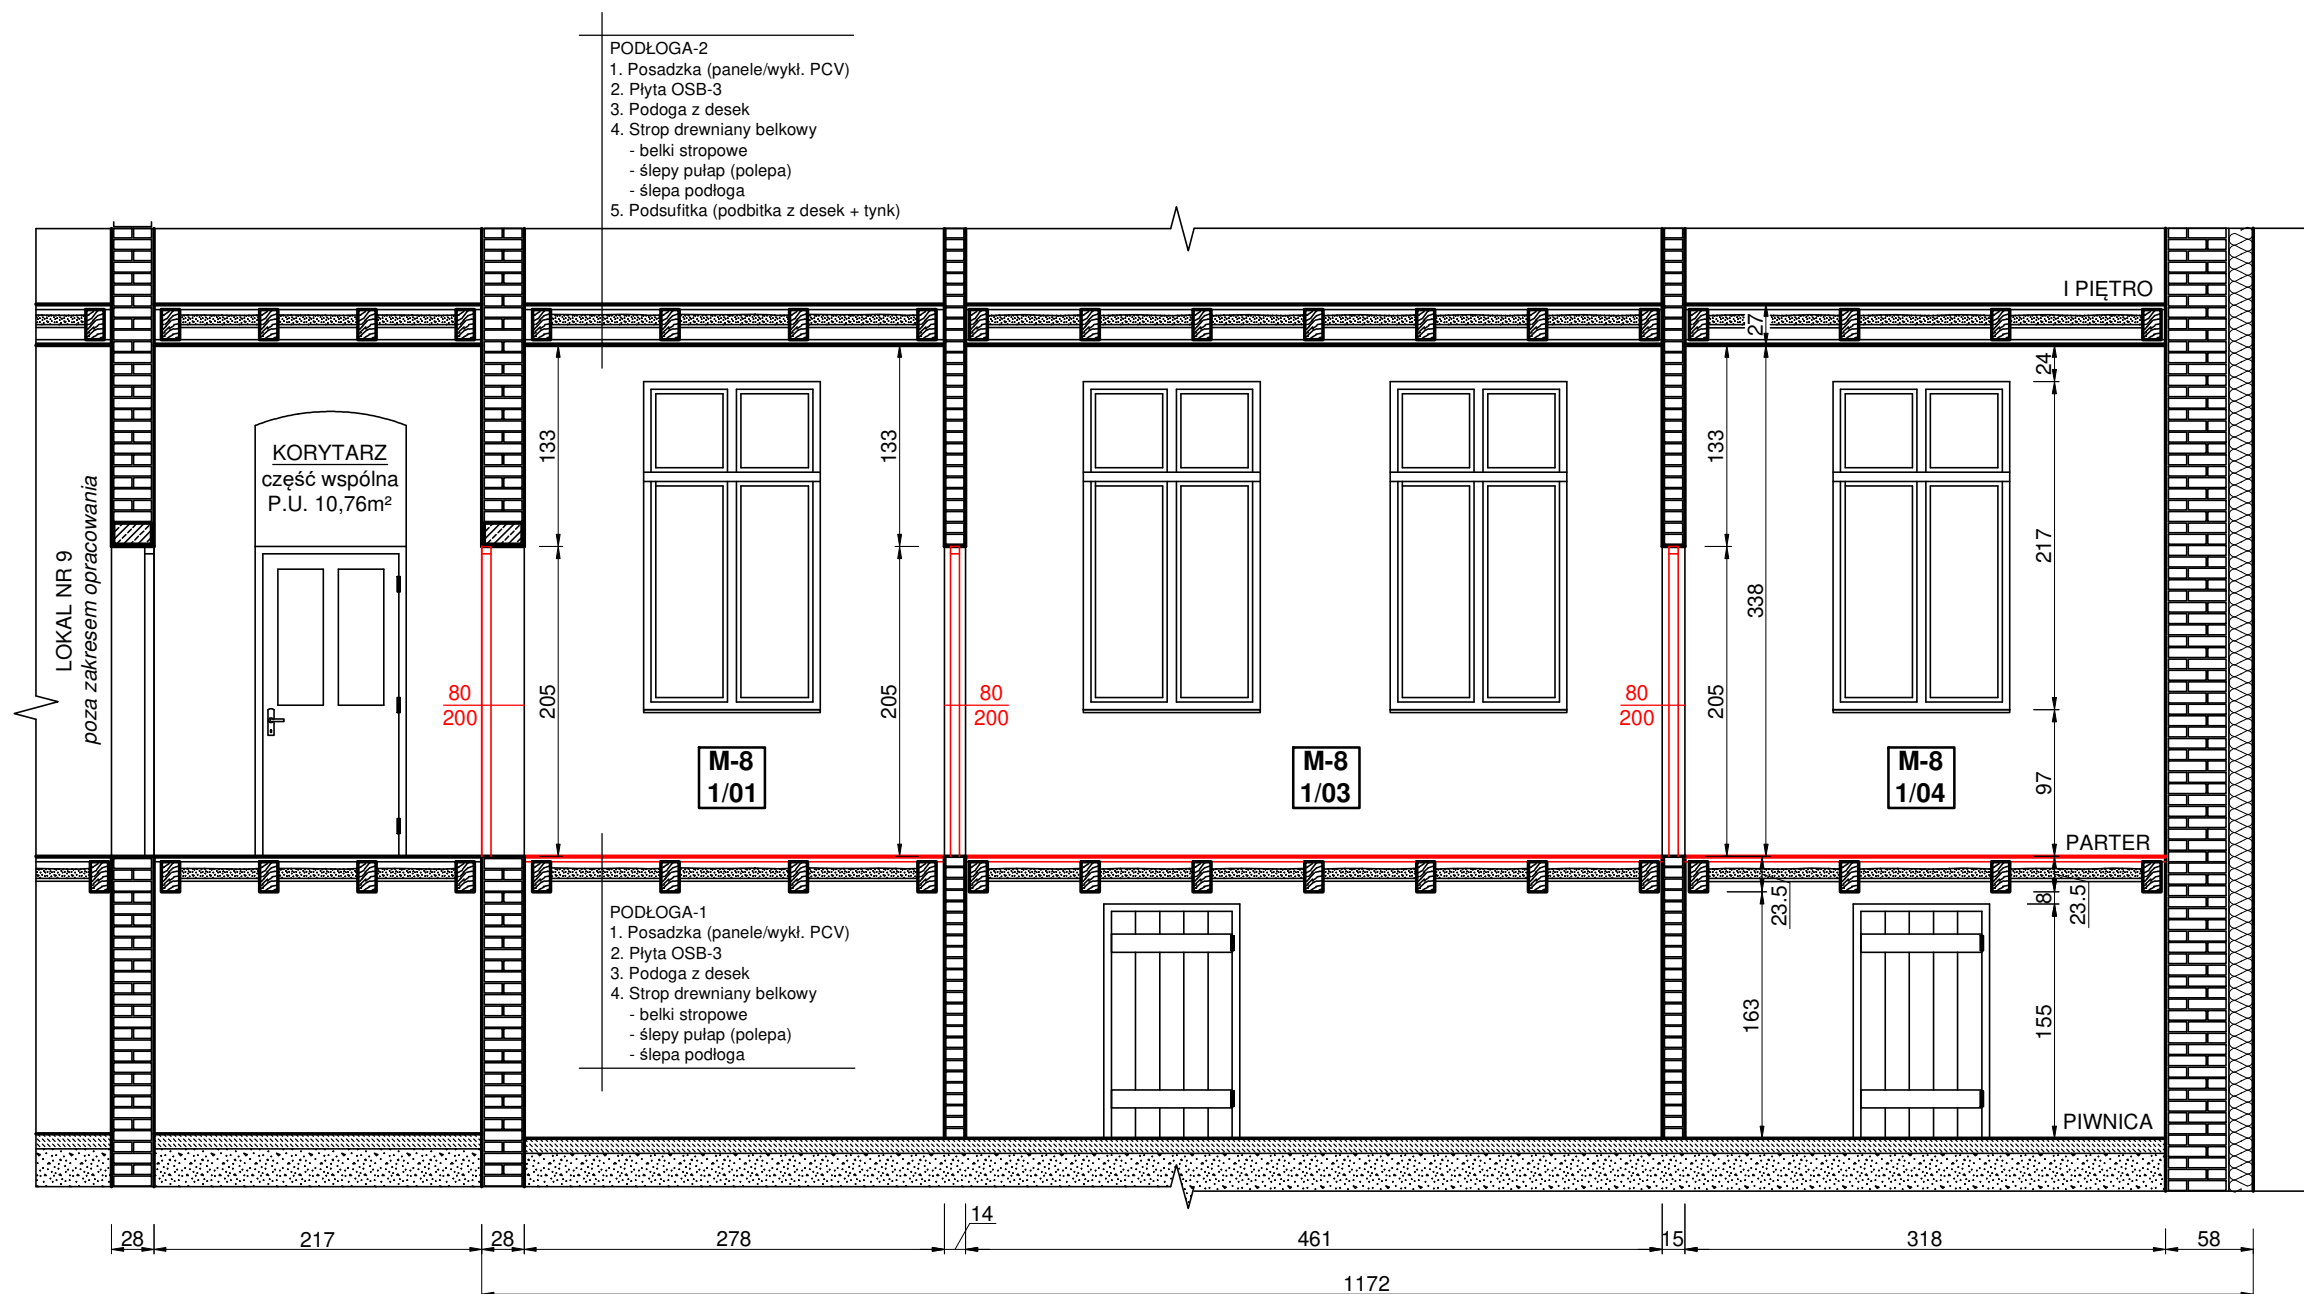 PODŁOGA-2
1. Posadzka (panele/wykł. PCV)
2. Płyta OSB-3
3. Podoga z desek
4. Strop drewniany belkowy
- belki stropowe
- ślepy pułap (polepa)
- ślepa podłoga
5. Podsufitka (podbitka z desek + tynk)
I PIĘTRO
27
24
133
133
133
KORYTARZ
część wspólna
P.U. 10,76m²
LOKAL NR 9
poza zakresem opracowania
217
338
80
200
205
205
80
200
80
200
205
M-8
1/01
M-8
1/03
M-8
1/04
97
PARTER
23.5
8
23.5
PODŁOGA-1
1. Posadzka (panele/wykł. PCV)
2. Płyta OSB-3
3. Podoga z desek
4. Strop drewniany belkowy
- belki stropowe
- ślepy pułap (polepa)
- ślepa podłoga
163
155
PIWNICA
14
28
217
28
278
461
15
318
58
1172